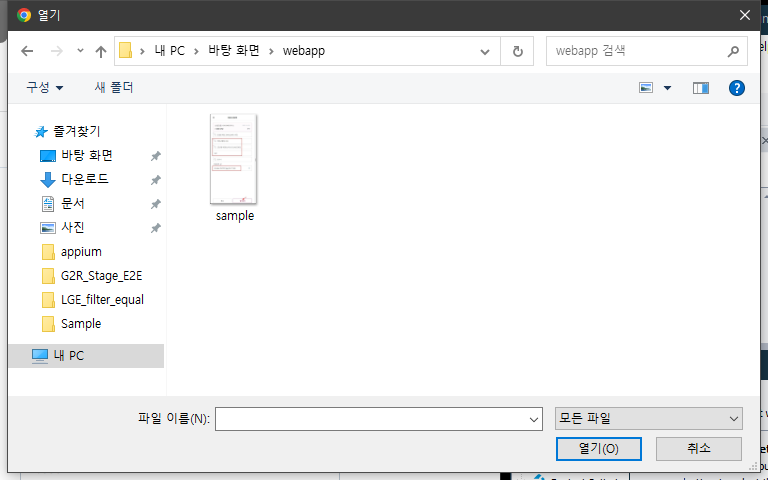 열기
내 PC > 바탕 화면 > webapp
webapp 검색
구성
새 폴더
즐겨찾기
바탕 화면
다운로드
문서
사진
appium
G2R_Stage_E2E
LGE_filter_equal
Sample
내 PC
sample
파일 이름(N):
모든 파일
열기(O)
취소